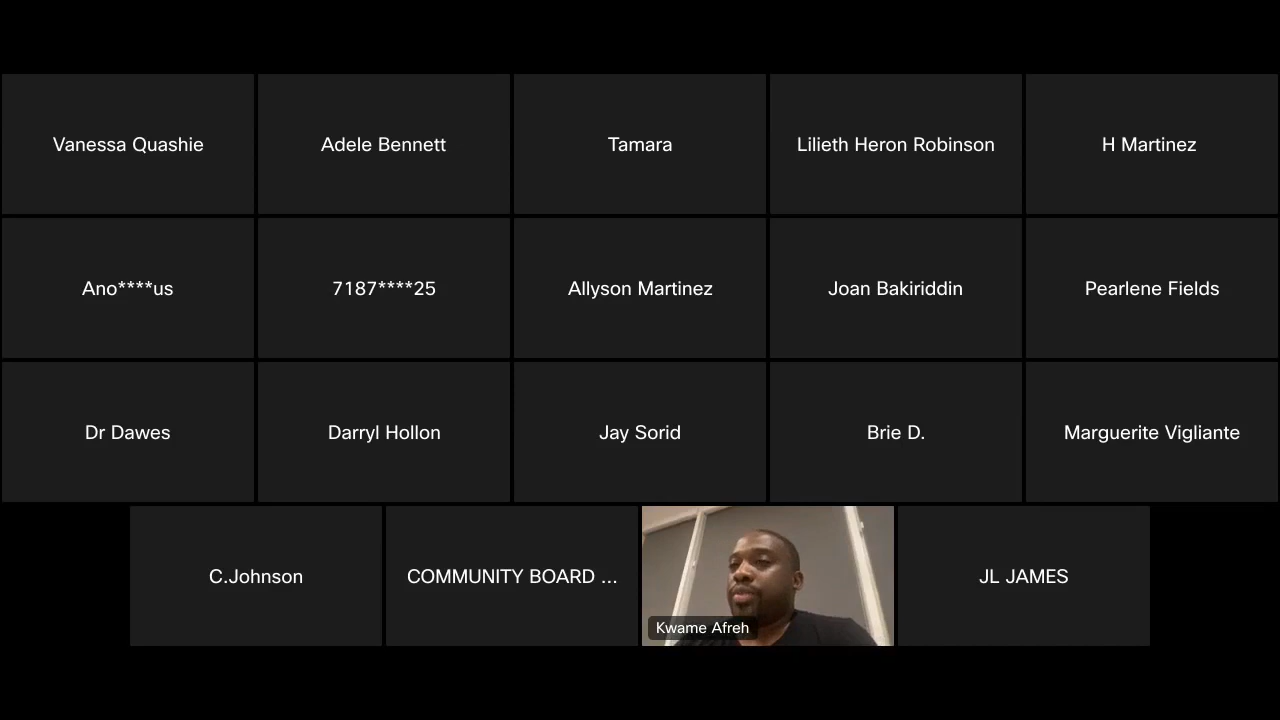 Vanessa Quashie
Adele Bennett
Tamara
Lilieth Heron Robinson
H Martinez
Ano****us
7187****25
Allyson Martinez
Joan Bakiriddin
Pearlene Fields
Dr Dawes
Darryl Hollon
Jay Sorid
Brie D.
Marguerite Vigliante
C.Johnson
COMMUNITY BOARD ...
Kwame Afreh
JL JAMES